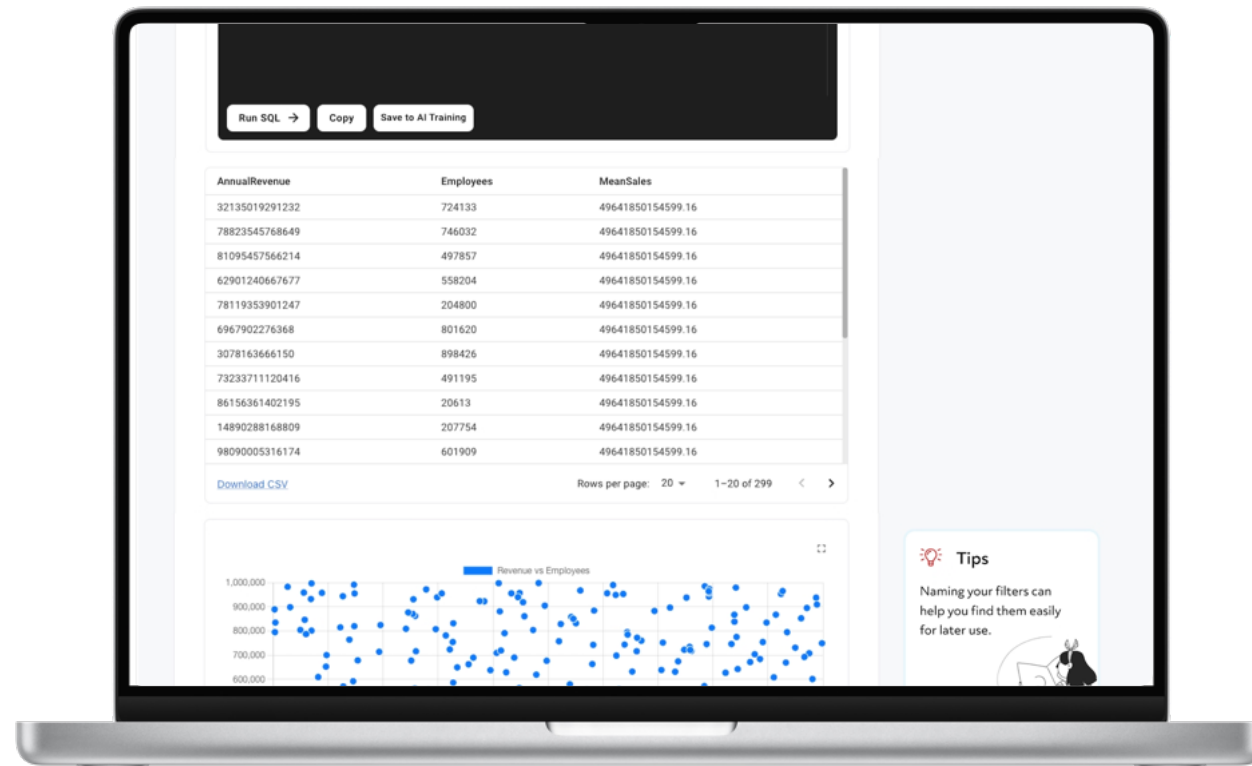 Run SQL → Copy Save to AI Training
AnnualRevenue Employees MeanSales
32135019291232 724133 49641850154599.16
78823545768649 746032 49641850154599.16
81095457566214 497857 49641850154599.16
62901240667677 558204 49641850154599.16
78119353901247 204800 49641850154599.16
6967902276368 801620 49641850154599.16
3078163666150 898426 49641850154599.16
73233711120416 491195 49641850154599.16
86156361402195 20613 49641850154599.16
14890288168809 207754 49641850154599.16
98090005316174 601909 49641850154599.16
Download CSV Rows per page: 20 1–20 of 299
Revenue vs Employees
1,000,000
900,000
800,000
700,000
600,000
Tips
Naming your filters can
help you find them easily
for later use.